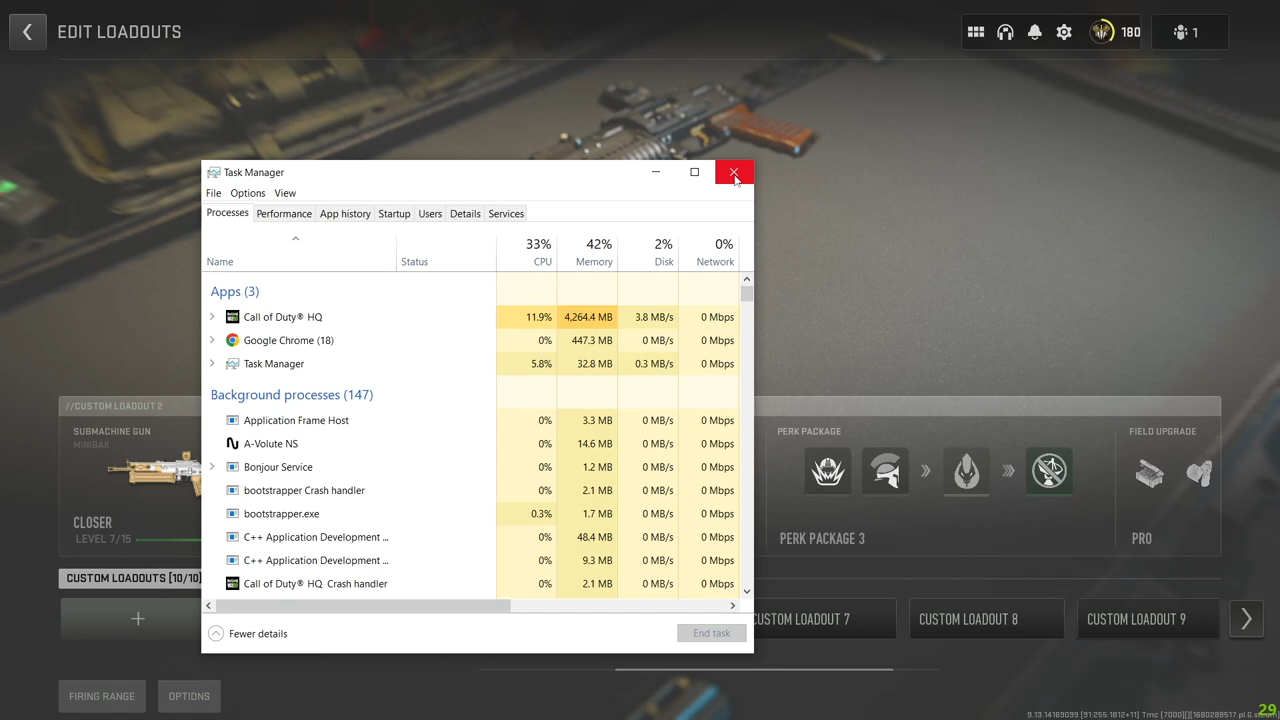 EDIT LOADOUTS
180
1
Task Manager
File Options View
Processes Performance App history Startup Users Details Services
33% 42% 2% 0%
Name Status CPU Memory Disk Network
Apps (3)
Call of Duty® HQ 11.9% 4,264.4 MB 3.8 MB/s 0 Mbps
Google Chrome (18) 0% 447.3 MB 0 MB/s 0 Mbps
Task Manager 5.8% 32.8 MB 0.3 MB/s 0 Mbps
Background processes (147)
Application Frame Host 0% 3.3 MB 0 MB/s 0 Mbps
A-Volute NS 0% 14.6 MB 0 MB/s 0 Mbps
Bonjour Service 0% 1.2 MB 0 MB/s 0 Mbps
bootstrapper Crash handler 0% 2.1 MB 0 MB/s 0 Mbps
bootstrapper.exe 0.3% 1.7 MB 0 MB/s 0 Mbps
C++ Application Development ... 0% 48.4 MB 0 MB/s 0 Mbps
C++ Application Development ... 0% 9.3 MB 0 MB/s 0 Mbps
Call of Duty® HQ Crash handler 0% 2.1 MB 0 MB/s 0 Mbps
Fewer details End task
//CUSTOM LOADOUT 2
SUBMACHINE GUN
MINIBAK
CLOSER
LEVEL 7/15
PERK PACKAGE
PERK PACKAGE 3
FIELD UPGRADE
PRO
CUSTOM LOADOUTS [10/10]
CUSTOM LOADOUT 7 CUSTOM LOADOUT 8 CUSTOM LOADOUT 9
FIRING RANGE OPTIONS
29